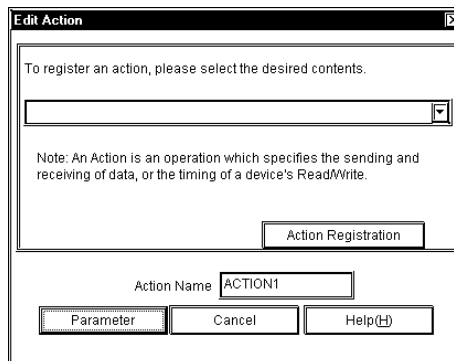 Edit Action
To register an action, please select the desired contents.
Note: An Action is an operation which specifies the sending and
receiving of data, or the timing of a device's Read/Write.
Action Registration
Action Name ACTION1
Parameter Cancel Help(H)